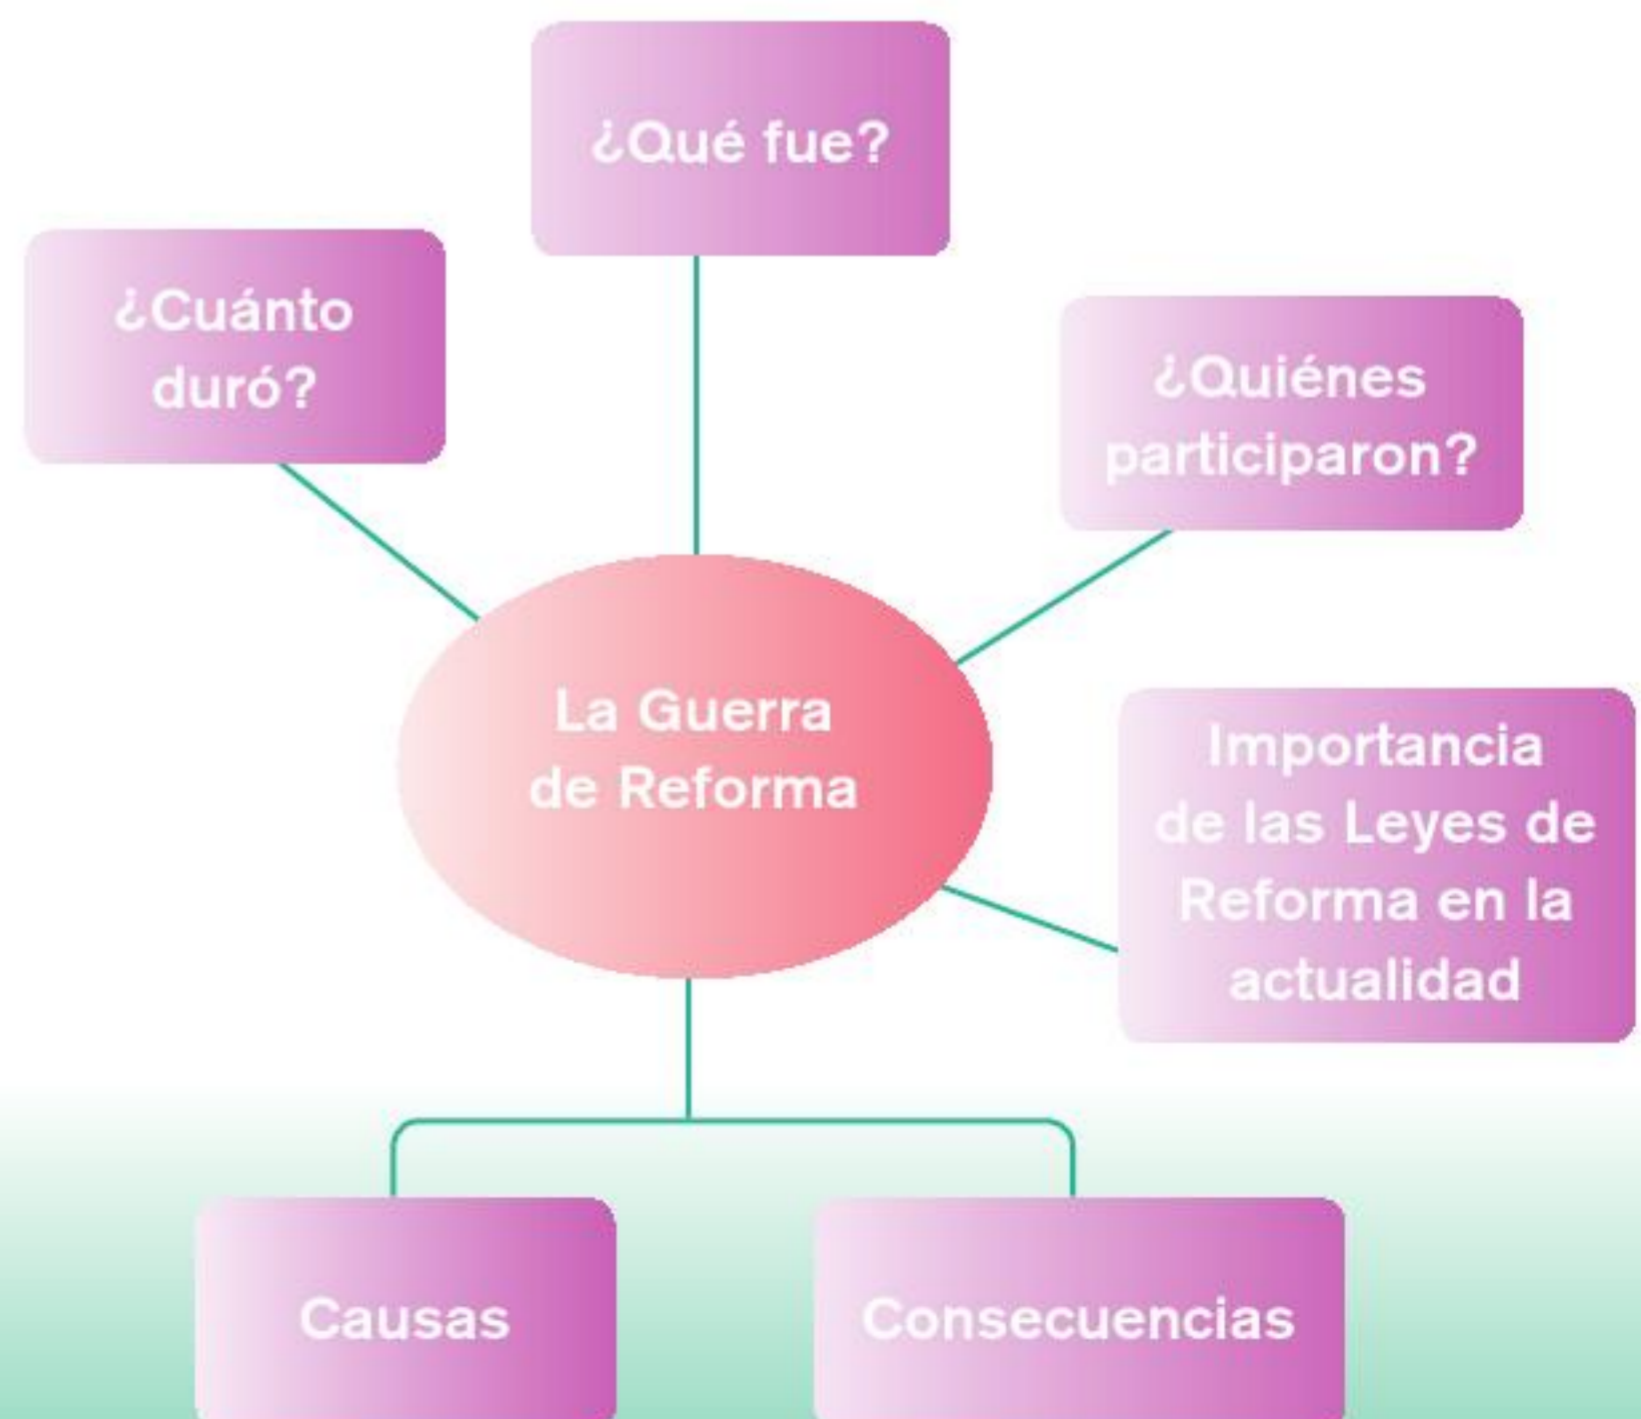 ¿Qué fue?
¿Cuánto
duró?
¿Quiénes
participaron?
La Guerra
de Reforma
Importancia
de las Leyes de
Reforma en la
actualidad
Causas
Consecuencias